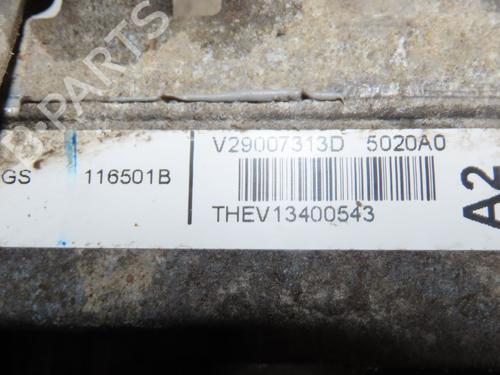 B-PARTS
V29007313D 5020A0
GS 116501B
THEV13400543
A2